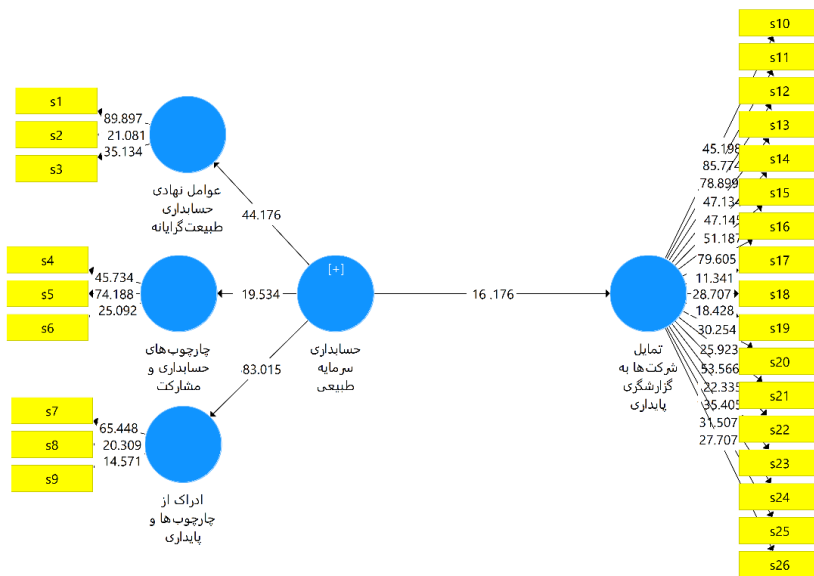 s1
s2
s3
89.897
21.081
35.134
عوامل نهادی
حسابداری
طبیعت‌گرایانه
44.176
s4
s5
s6
45.734
74.188
25.092
چارچوب‌های
حسابداری و
مشارکت
19.534
[+]
حسابداری
سرمایه
طبیعی
16 .176
83.015
s7
s8
s9
65.448
20.309
14.571
ادراک از
چارچوب‌ها و
پایداری
تمایل
شرکت‌ها به
گزارشگری
پایداری
45.198
85.774
78.899
47.134
47.145
51.187
79.605
11.341
28.707
18.428
30.254
25.923
53.566
22.335
35.405
31.507
27.707
s10
s11
s12
s13
s14
s15
s16
s17
s18
s19
s20
s21
s22
s23
s24
s25
s26